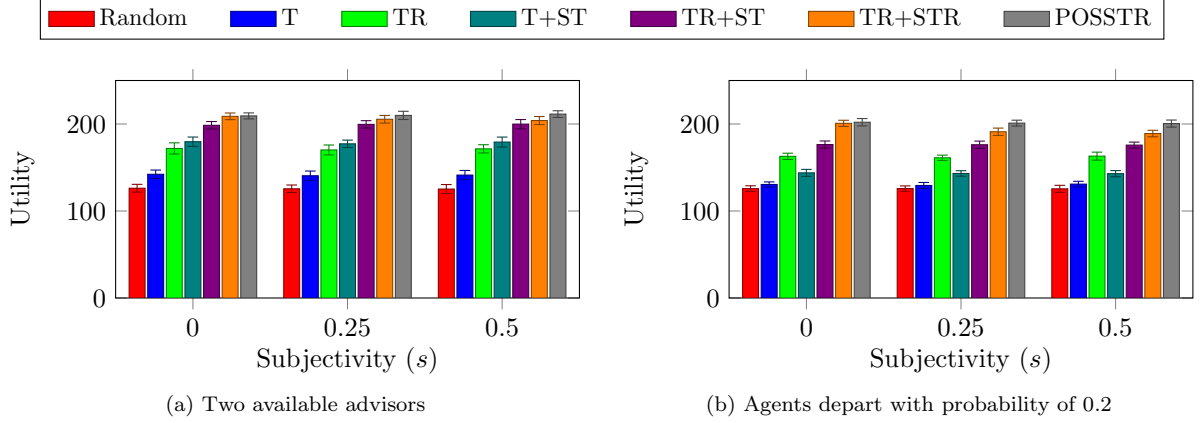 Random T TR T+ST TR+ST TR+STR POSSTR
200
100
0
Utility
0 0.25 0.5
Subjectivity (s)
(a) Two available advisors
200
100
0
Utility
0 0.25 0.5
Subjectivity (s)
(b) Agents depart with probability of 0.2